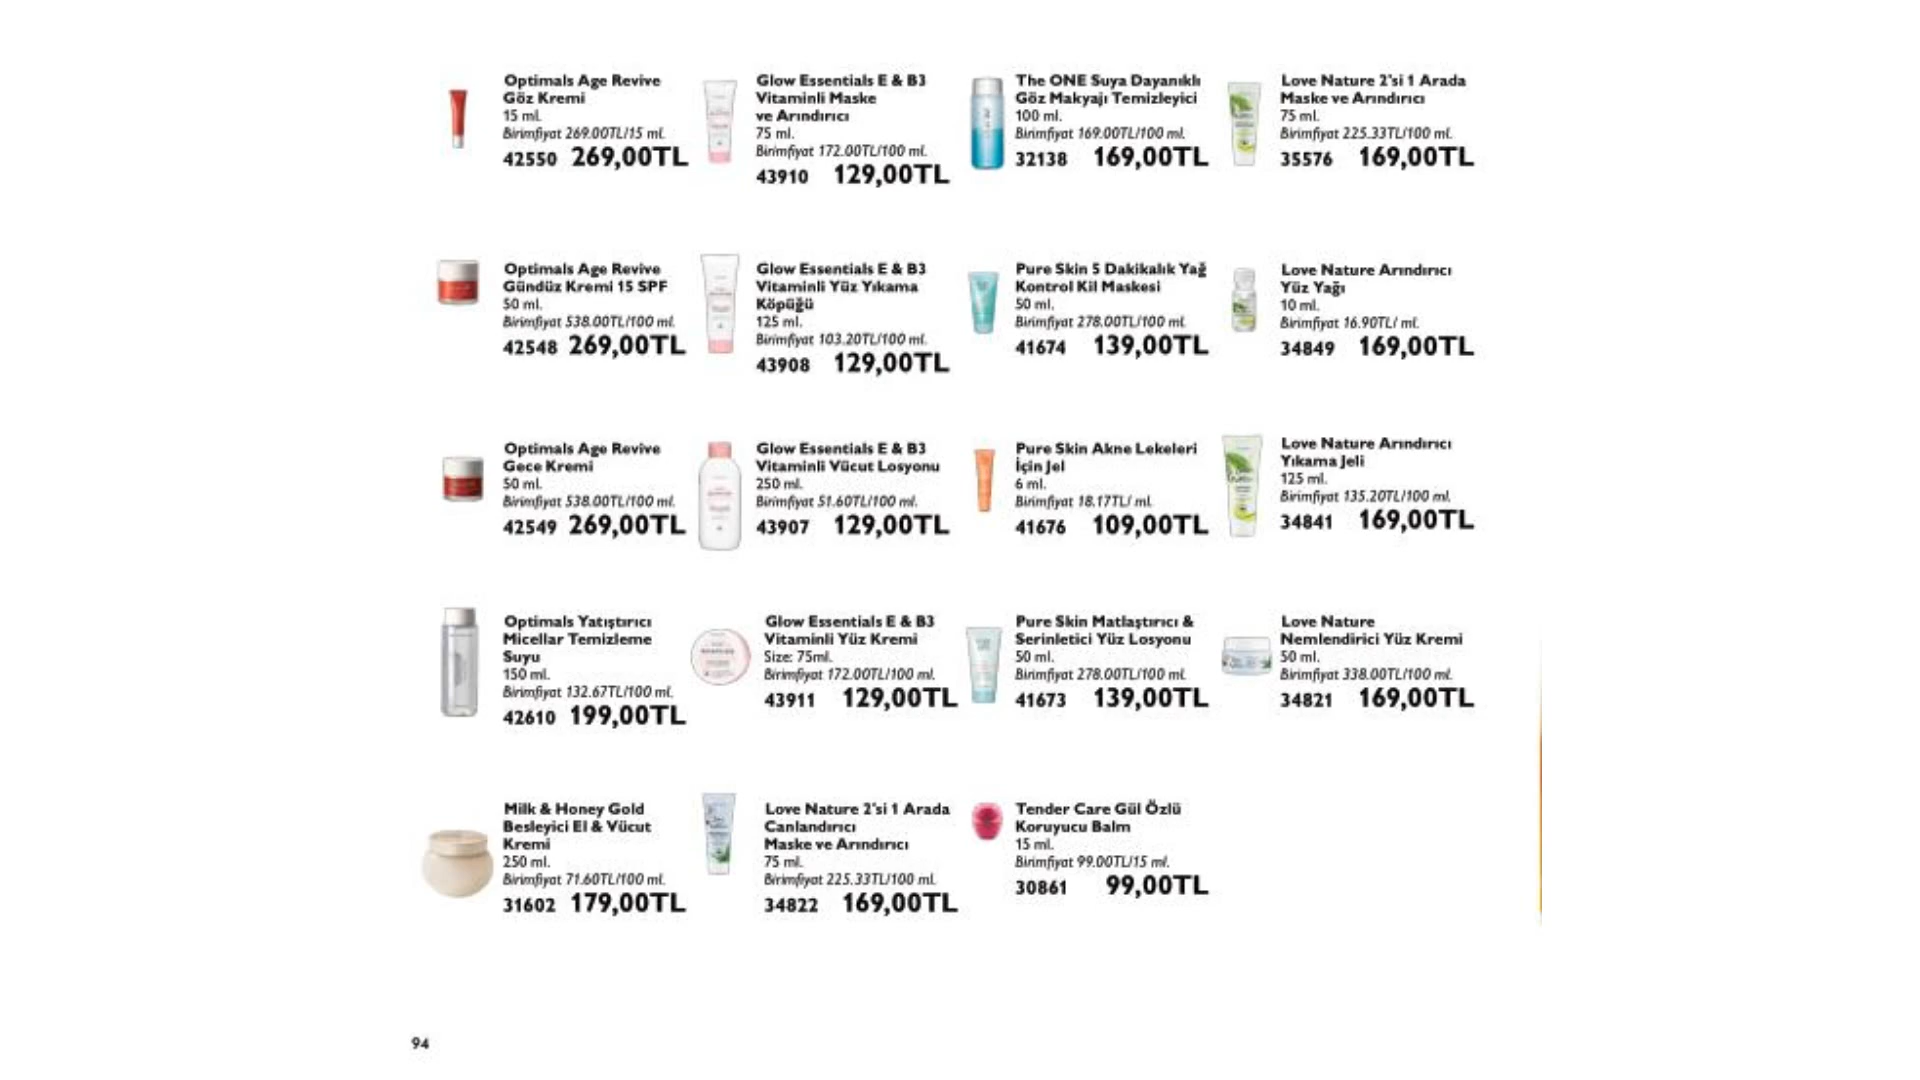 Optimals Age Revive
Göz Kremi
15 ml.
Birimfiyat 269.00TL/15 ml.
42550 269,00TL
Glow Essentials E & B3
Vitaminli Maske
ve Arındırıcı
75 ml.
Birimfiyat 172.00TL/100 ml.
43910 129,00TL
The ONE Suya Dayanıklı
Göz Makyajı Temizleyici
100 ml.
Birimfiyat 169.00TL/100 ml.
32138 169,00TL
Love Nature 2'si 1 Arada
Maske ve Arındırıcı
75 ml.
Birimfiyat 225.33TL/100 ml.
35576 169,00TL
Optimals Age Revive
Gündüz Kremi 15 SPF
50 ml.
Birimfiyat 538.00TL/100 ml.
42548 269,00TL
Glow Essentials E & B3
Vitaminli Yüz Yıkama
Köpüğü
125 ml.
Birimfiyat 103.20TL/100 ml.
43908 129,00TL
Pure Skin 5 Dakikalık Yağ
Kontrol Kil Maskesi
50 ml.
Birimfiyat 278.00TL/100 ml.
41674 139,00TL
Love Nature Arındırıcı
Yüz Yağı
10 ml.
Birimfiyat 16.90TL/ ml.
34849 169,00TL
Optimals Age Revive
Gece Kremi
50 ml.
Birimfiyat 538.00TL/100 ml.
42549 269,00TL
Glow Essentials E & B3
Vitaminli Vücut Losyonu
250 ml.
Birimfiyat 51.60TL/100 ml.
43907 129,00TL
Pure Skin Akne Lekeleri
İçin Jel
6 ml.
Birimfiyat 18.17TL/ ml.
41676 109,00TL
Love Nature Arındırıcı
Yıkama Jeli
125 ml.
Birimfiyat 135.20TL/100 ml.
34841 169,00TL
Optimals Yatıştırıcı
Micellar Temizleme
Suyu
150 ml.
Birimfiyat 132.67TL/100 ml.
42610 199,00TL
Glow Essentials E & B3
Vitaminli Yüz Kremi
Size: 75ml.
Birimfiyat 172.00TL/100 ml.
43911 129,00TL
Pure Skin Matlaştırıcı &
Serinletici Yüz Losyonu
50 ml.
Birimfiyat 278.00TL/100 ml.
41673 139,00TL
Love Nature
Nemlendirici Yüz Kremi
50 ml.
Birimfiyat 338.00TL/100 ml.
34821 169,00TL
Milk & Honey Gold
Besleyici El & Vücut
Kremi
250 ml.
Birimfiyat 71.60TL/100 ml.
31602 179,00TL
Love Nature 2'si 1 Arada
Canlandırıcı
Maske ve Arındırıcı
75 ml.
Birimfiyat 225.33TL/100 ml.
34822 169,00TL
Tender Care Gül Özlü
Koruyucu Balm
15 ml.
Birimfiyat 99.00TL/15 ml.
30861 99,00TL
94